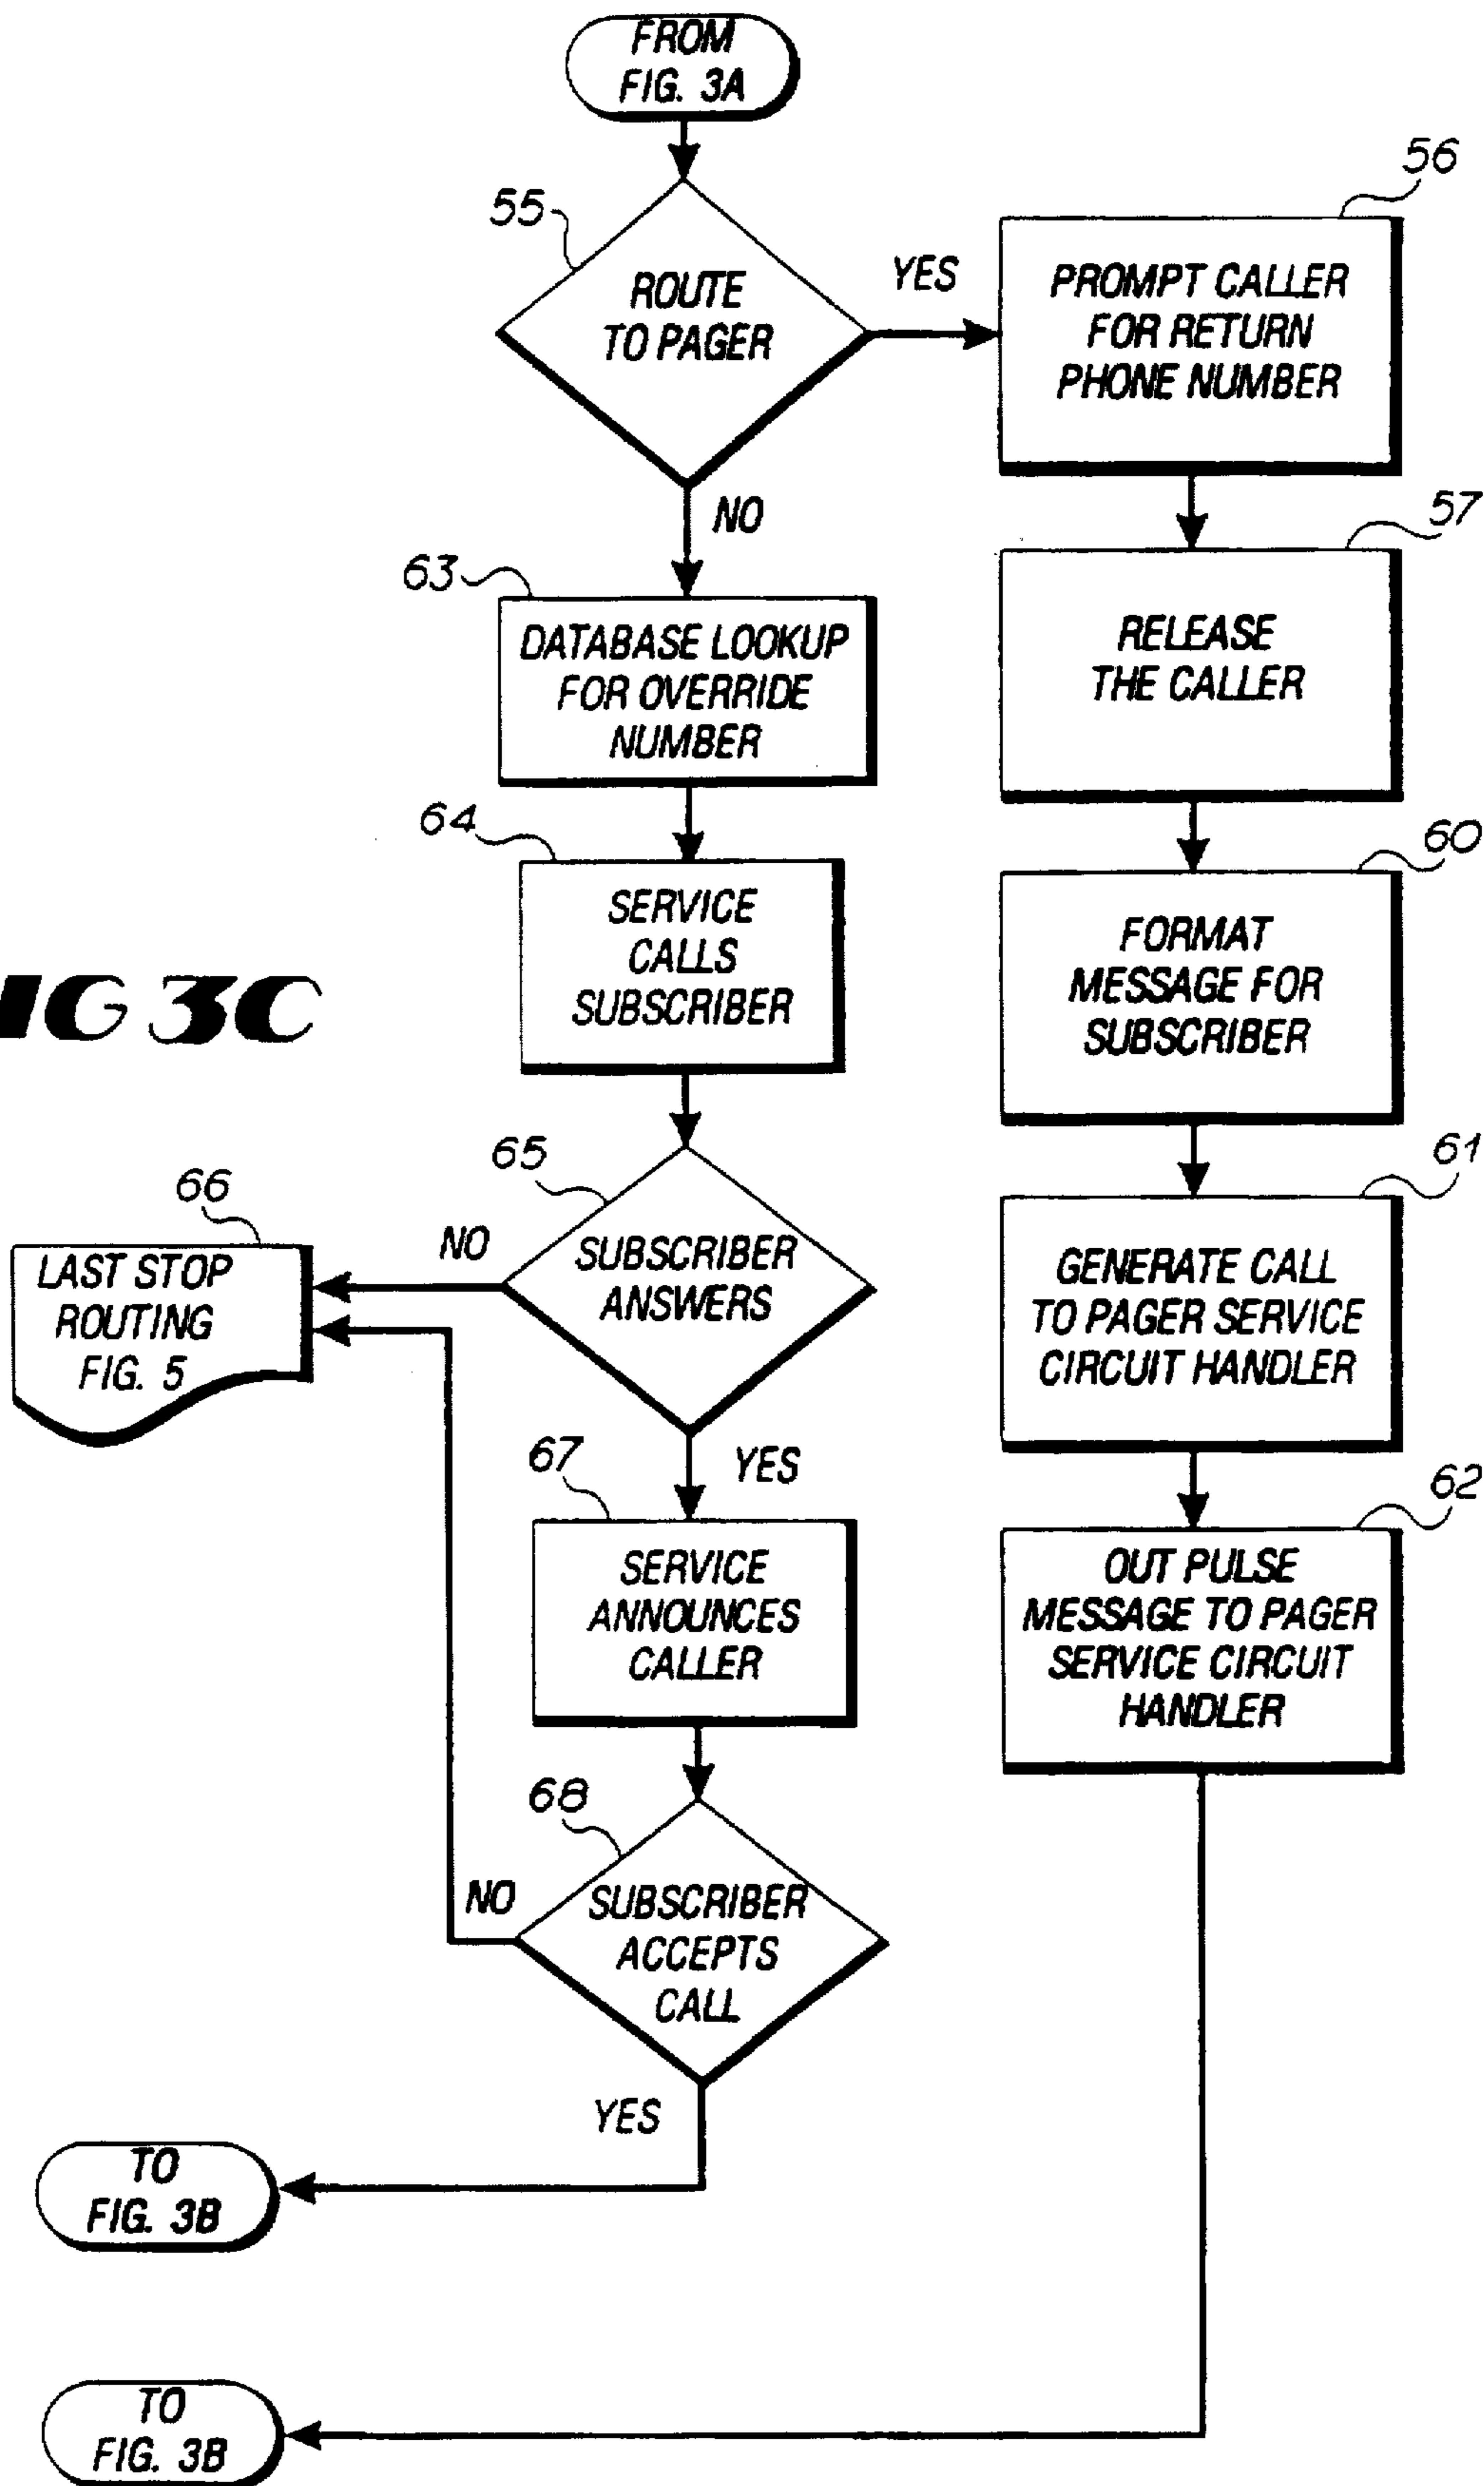 FROM
FIG. 3A
55
ROUTE
TO PAGER
YES
NO
56
PROMPT CALLER
FOR RETURN
PHONE NUMBER
57
RELEASE
THE CALLER
60
FORMAT
MESSAGE FOR
SUBSCRIBER
61
GENERATE CALL
TO PAGER SERVICE
CIRCUIT HANDLER
62
OUT PULSE
MESSAGE TO PAGER
SERVICE CIRCUIT
HANDLER
63
DATABASE LOOKUP
FOR OVERRIDE
NUMBER
64
SERVICE
CALLS
SUBSCRIBER
IG 3C
65
SUBSCRIBER
ANSWERS
NO
YES
66
LAST STOP
ROUTING
FIG. 5
67
SERVICE
ANNOUNCES
CALLER
68
SUBSCRIBER
ACCEPTS
CALL
NO
YES
TO
FIG. 3B
TO
FIG. 3B